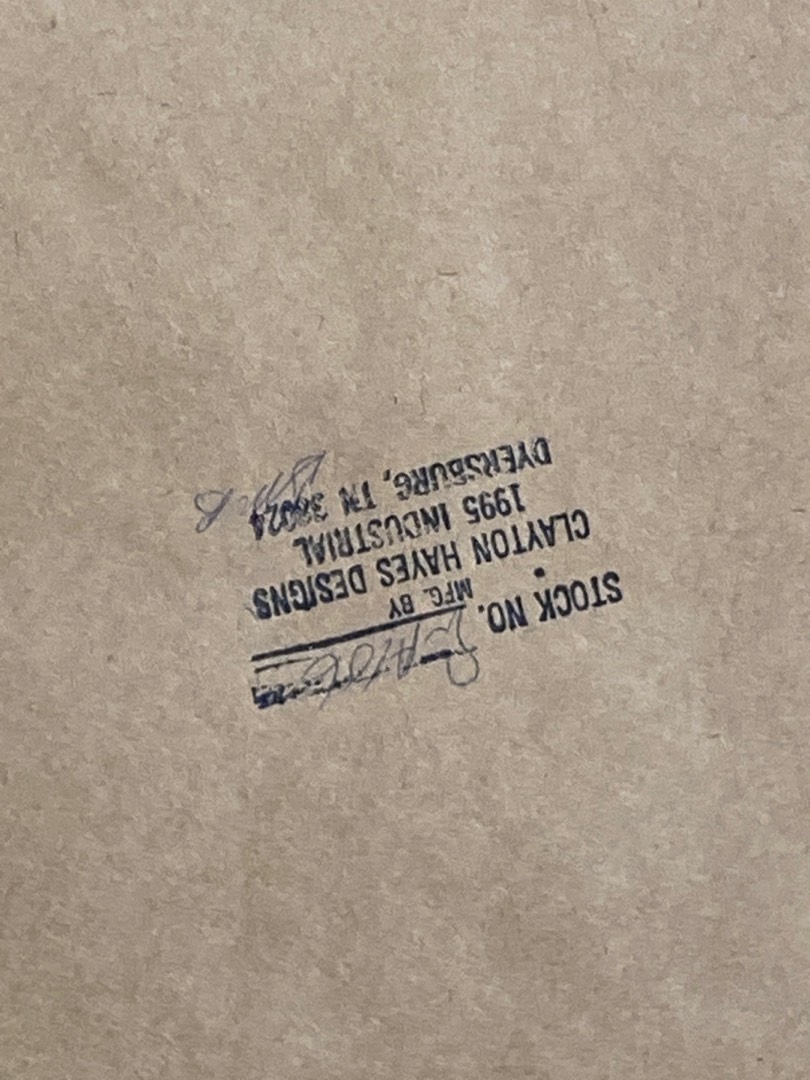 STOCK NO.
MFG. BY
CLAYTON HAYES DESIGNS
1995 INDUSTRIAL
DYERSBURG, TN 38024